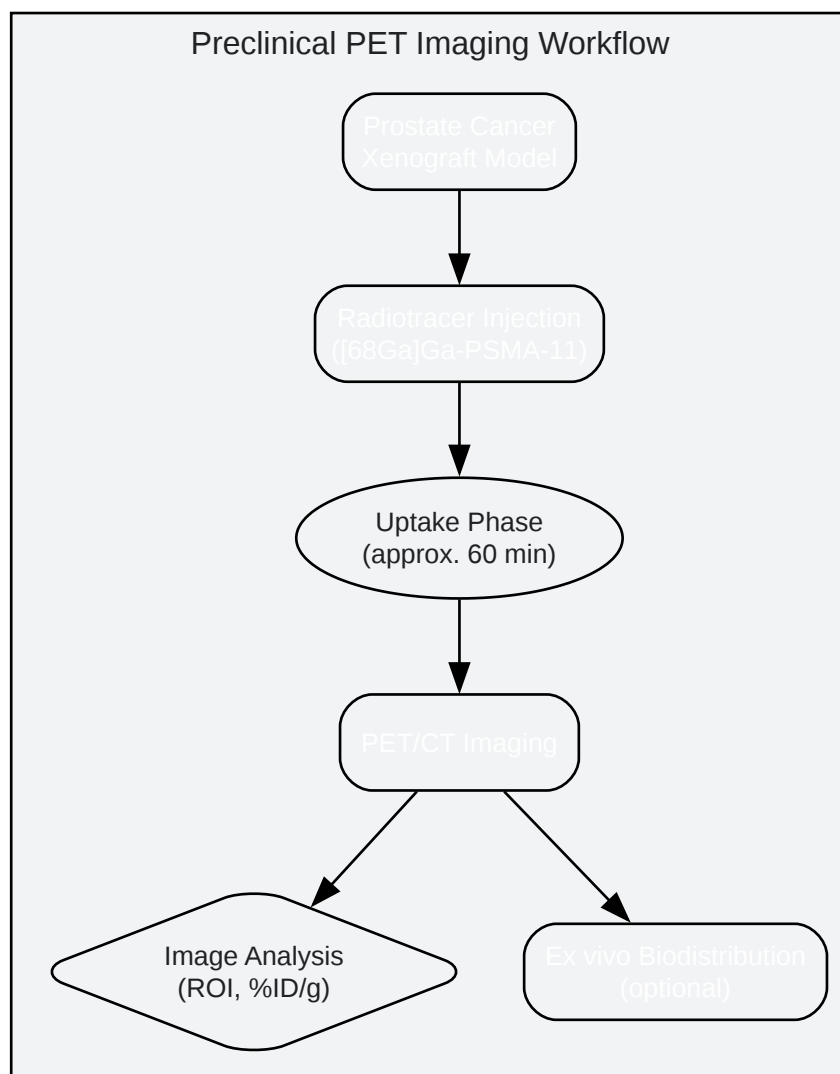 Preclinical PET Imaging Workflow
Prostate Cancer
Xenograft Model
Radiotracer Injection
([68Ga]Ga-PSMA-11)
Uptake Phase
(approx. 60 min)
PET/CT Imaging
Image Analysis
(ROI, %ID/g)
Ex vivo Biodistribution
(optional)